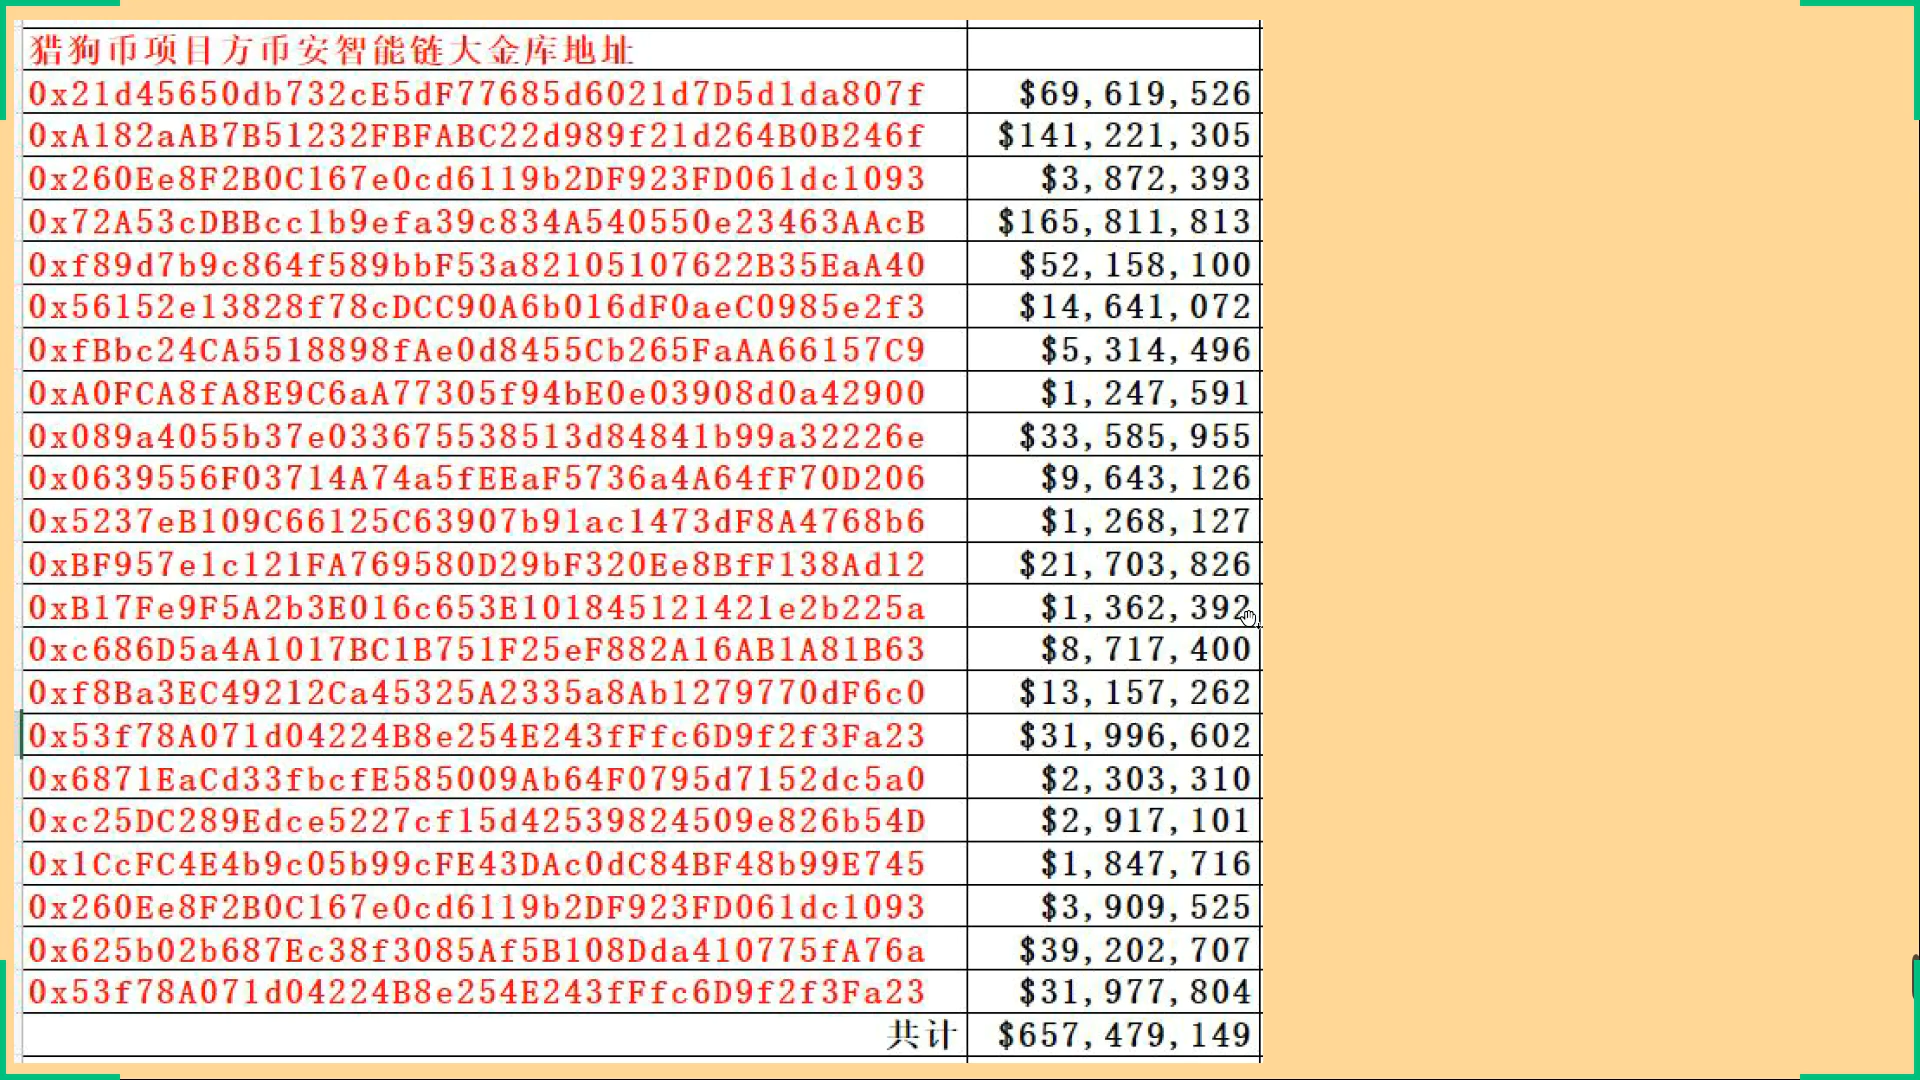 猎狗币项目方币安智能链大金库地址
0x21d45650db732cE5dF77685d6021d7D5d1da807f $69,619,526
0xA182aAB7B51232FBFABC22d989f21d264B0B246f $141,221,305
0x260Ee8F2B0C167e0cd6119b2DF923FD061dc1093 $3,872,393
0x72A53cDBBcc1b9efa39c834A540550e23463AAcB $165,811,813
0xf89d7b9c864f589bbF53a82105107622B35EaA40 $52,158,100
0x56152e13828f78cDCC90A6b016dF0aeC0985e2f3 $14,641,072
0xfBbc24CA5518898fAe0d8455Cb265FaAA66157C9 $5,314,496
0xA0FCA8fA8E9C6aA77305f94bE0e03908d0a42900 $1,247,591
0x089a4055b37e033675538513d84841b99a32226e $33,585,955
0x0639556F03714A74a5fEEaF5736a4A64fF70D206 $9,643,126
0x5237eB109C66125C63907b91ac1473dF8A4768b6 $1,268,127
0xBF957e1c121FA769580D29bF320Ee8BfF138Ad12 $21,703,826
0xB17Fe9F5A2b3E016c653E101845121421e2b225a $1,362,392
0xc686D5a4A1017BC1B751F25eF882A16AB1A81B63 $8,717,400
0xf8Ba3EC49212Ca45325A2335a8Ab1279770dF6c0 $13,157,262
0x53f78A071d04224B8e254E243fFfc6D9f2f3Fa23 $31,996,602
0x6871EaCd33fbcfE585009Ab64F0795d7152dc5a0 $2,303,310
0xc25DC289Edce5227cf15d42539824509e826b54D $2,917,101
0x1CcFC4E4b9c05b99cFE43DAc0dC84BF48b99E745 $1,847,716
0x260Ee8F2B0C167e0cd6119b2DF923FD061dc1093 $3,909,525
0x625b02b687Ec38f3085Af5B108Dda410775fA76a $39,202,707
0x53f78A071d04224B8e254E243fFfc6D9f2f3Fa23 $31,977,804
共计 $657,479,149